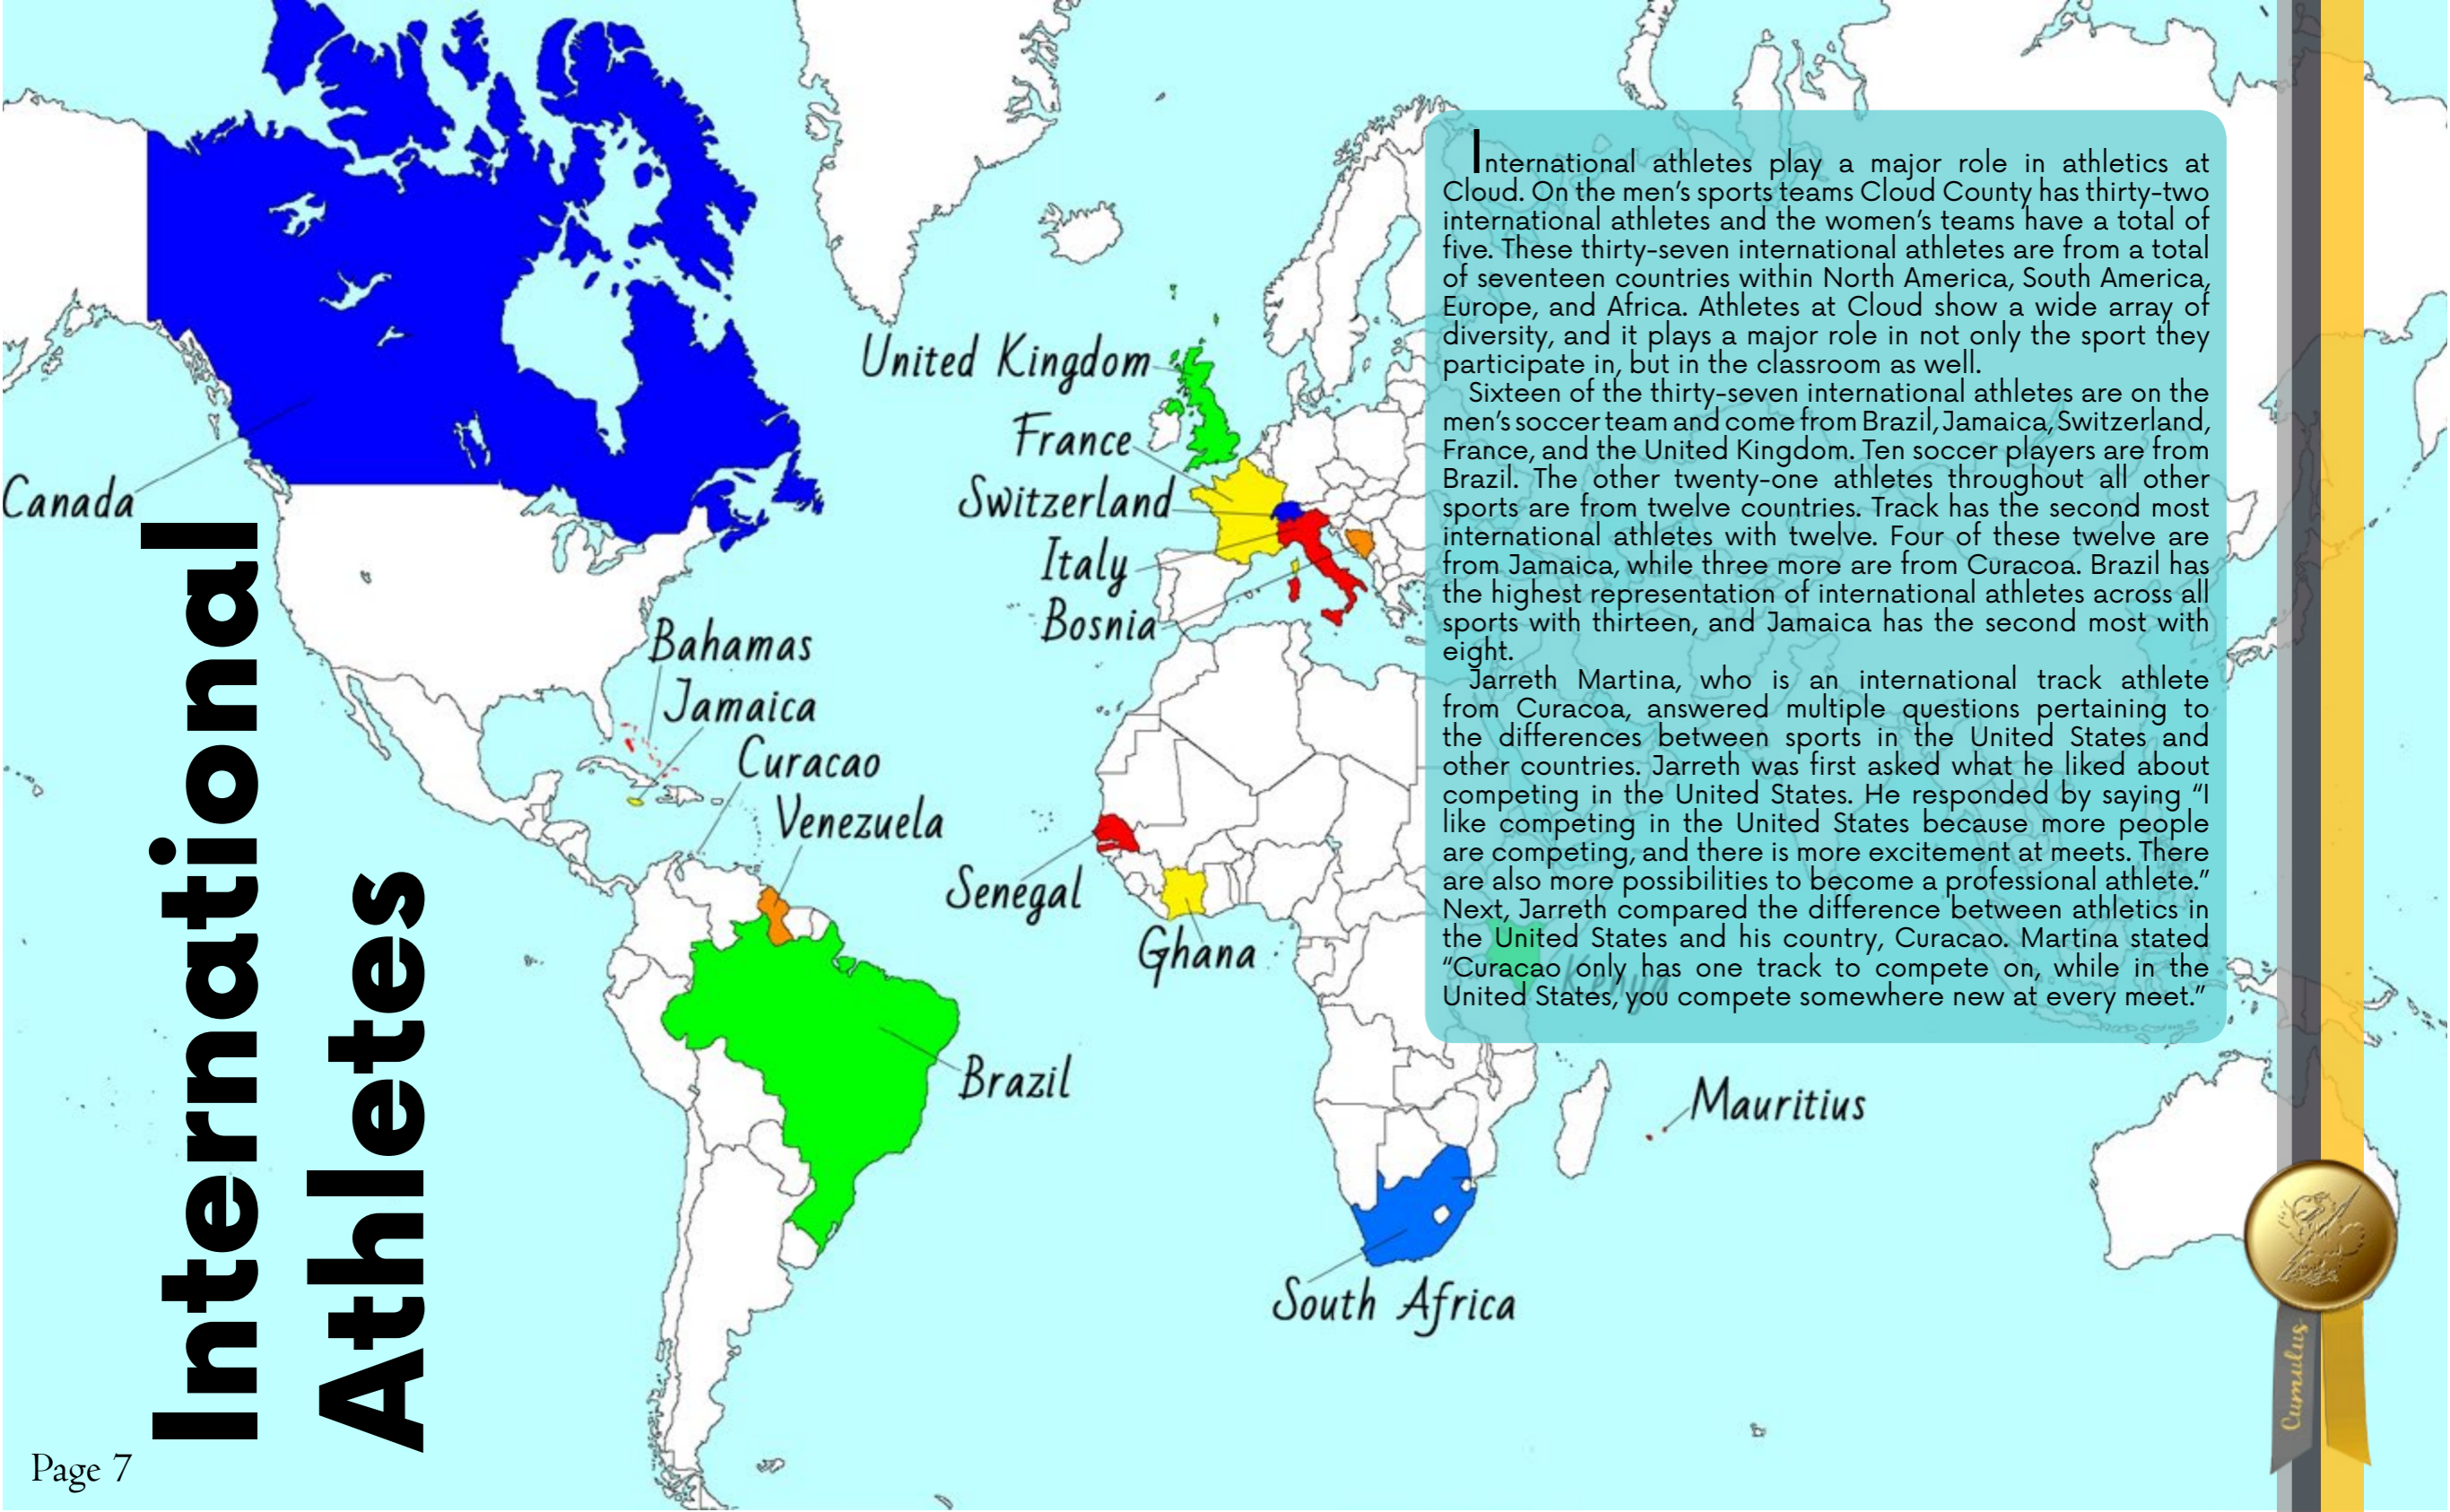 International
Athletes
Canada
United Kingdom
France
Switzerland
Italy
Bosnia
Bahamas
Jamaica
Curacao
Venezuela
Senegal
Ghana
Brazil
Kenya
Mauritius
South Africa
International athletes play a major role in athletics at
Cloud. On the men's sports teams Cloud County has thirty-two
international athletes and the women's teams have a total of
five. These thirty-seven international athletes are from a total
of seventeen countries within North America, South America,
Europe, and Africa. Athletes at Cloud show a wide array of
diversity, and it plays a major role in not only the sport they
participate in, but in the classroom as well.
Sixteen of the thirty-seven international athletes are on the
men's soccer team and come from Brazil, Jamaica, Switzerland,
France, and the United Kingdom. Ten soccer players are from
Brazil. The other twenty-one athletes throughout all other
sports are from twelve countries. Track has the second most
international athletes with twelve. Four of these twelve are
from Jamaica, while three more are from Curacoa. Brazil has
the highest representation of international athletes across all
sports with thirteen, and Jamaica has the second most with
eight.
Jarreth Martina, who is an international track athlete
from Curacoa, answered multiple questions pertaining to
the differences between sports in the United States and
other countries. Jarreth was first asked what he liked about
competing in the United States. He responded by saying "I
like competing in the United States because more people
are competing, and there is more excitement at meets. There
are also more possibilities to become a professional athlete."
Next, Jarreth compared the difference between athletics in
the United States and his country, Curacao. Martina stated
"Curacao only has one track to compete on, while in the
United States, you compete somewhere new at every meet."
Cumulus
Page 7